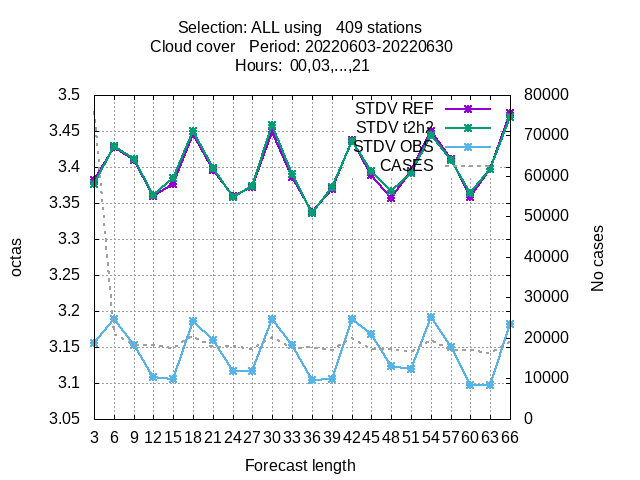 Selection: ALL using   409 stations
Cloud cover   Period: 20220603-20220630
Hours:  00,03,...,21
3.5
3.45
3.4
3.35
3.3
3.25
3.2
3.15
3.1
3.05
octas
STDV REF
STDV t2h2
STDV OBS
CASES
80000
70000
60000
50000
40000
30000
20000
10000
0
No cases
3 6 9 12 15 18 21 24 27 30 33 36 39 42 45 48 51 54 57 60 63 66
Forecast length